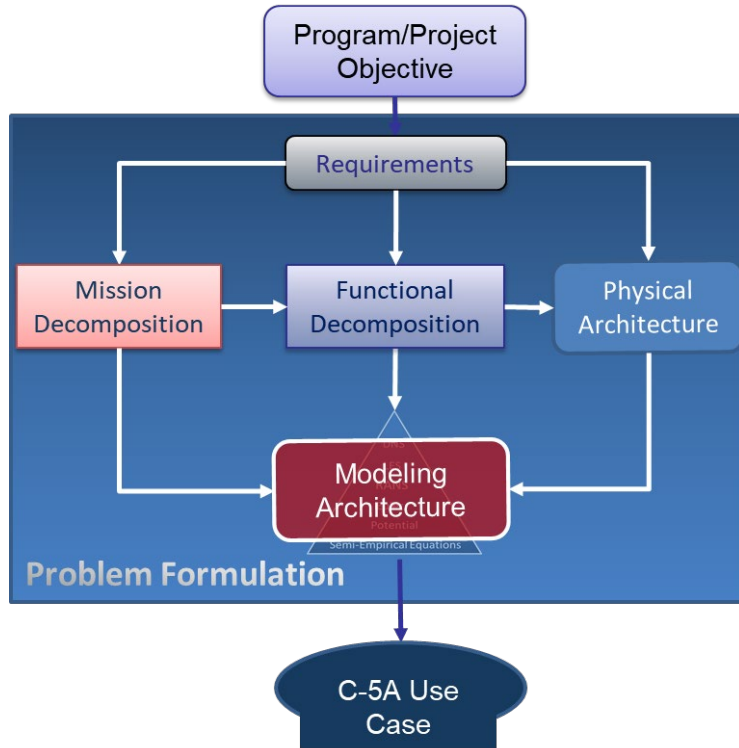 Program/Project
Objective
Requirements
Mission
Decomposition
Functional
Decomposition
Physical
Architecture
Modeling
RANS
Architecture
Potential
Semi-Empirical Equations
Problem Formulation
C-5A Use
Case